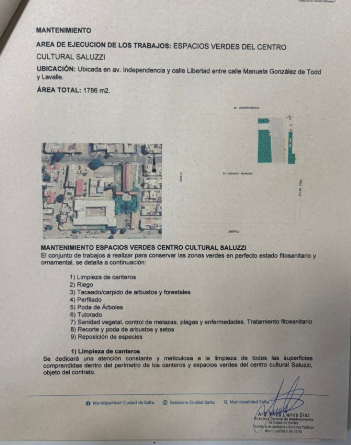 MANTENIMIENTO
AREA DE EJECUCION DE LOS TRABAJOS: ESPACIOS VERDES DEL CENTRO
CULTURAL SALUZZI
UBICACIÓN: Ubicada en av. Independencia y calle Libertad entre calle Manuela González de Todd
y Lavalle.
ÁREA TOTAL: 1786 m2.
MANTENIMIENTO ESPACIOS VERDES CENTRO CULTURAL SALUZZI
El conjunto de trabajos a realizar para conservar las zonas verdes en perfecto estado fitosanitario y
ornamental, se detalla a continuación:
1) Limpieza de canteros
2) Riego
3) Taceado/carpido de arbustos y forestales
4) Perfilado
5) Poda de Árboles
6) Tutorado
7) Sanidad vegetal, control de malezas, plagas y enfermedades. Tratamiento fitosanitario
8) Recorte y poda de arbustos y setos
9) Reposición de especies
1) Limpieza de canteros
Se dedicará una atención constante y meticulosa a la limpieza de todas las superficies
comprendidas dentro del perímetro de los canteros y espacios verdes del centro cultural Saluzzi,
objeto del contrato.
Municipalidad Ciudad de Salta
Gobierno Ciudad Salta
Municipalidad Salta